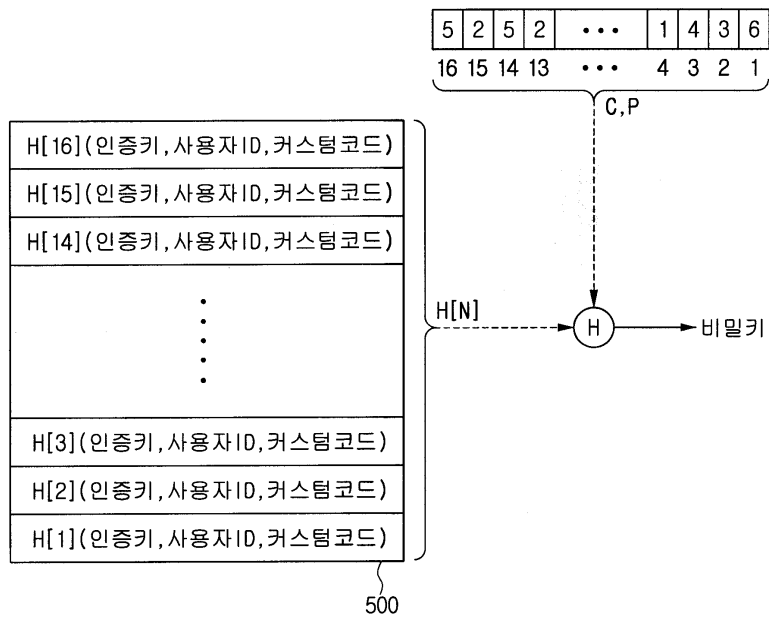 5 2 5 2 ··· 1 4 3 6
16 15 14 13 ··· 4 3 2 1
C,P
H[16](인증키,사용자ID,커스텀코드)
H[15](인증키,사용자ID,커스텀코드)
H[14](인증키,사용자ID,커스텀코드)
H[N]
H
비밀키
H[3](인증키,사용자ID,커스텀코드)
H[2](인증키,사용자ID,커스텀코드)
H[1](인증키,사용자ID,커스텀코드)
500